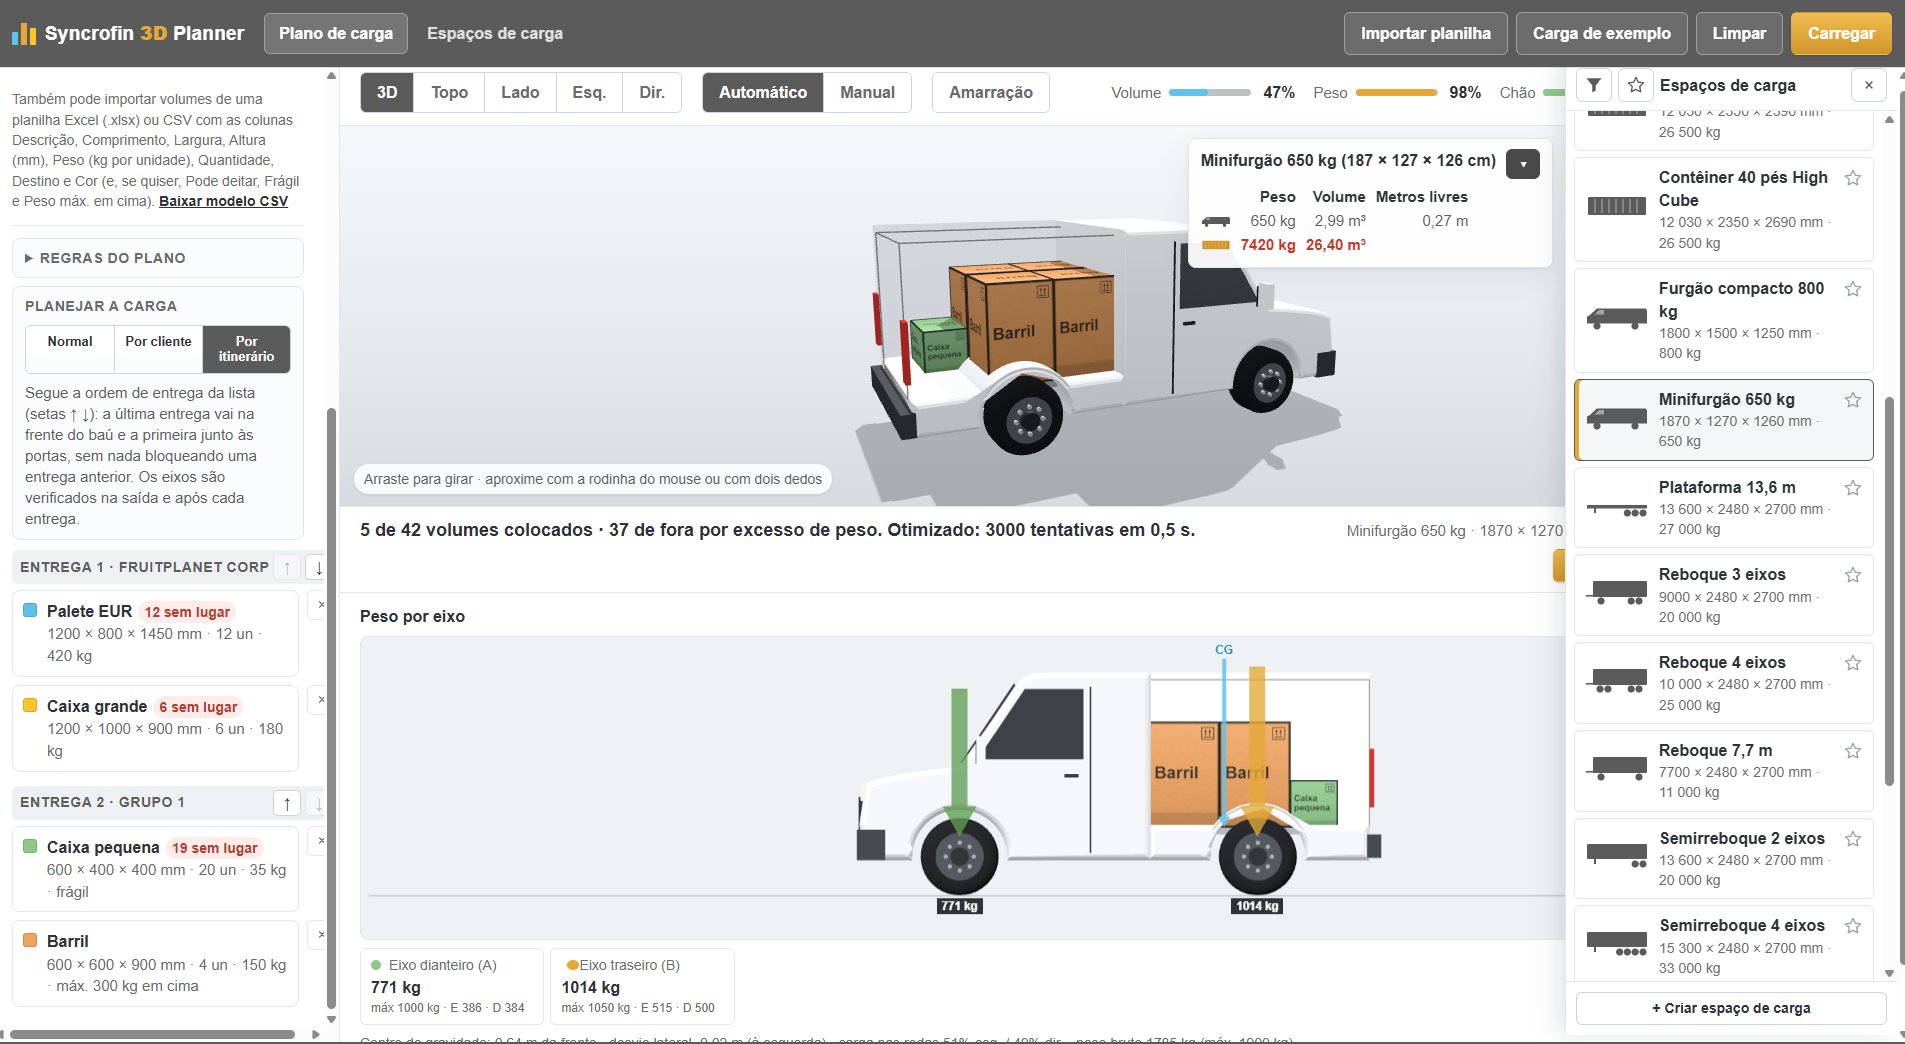 Syncrofin 3D Planner
Plano de carga
Espaços de carga
Importar planilha
Carga de exemplo
Limpar
Carregar
Também pode importar volumes de uma
planilha Excel (.xlsx) ou CSV com as colunas
Descrição, Comprimento, Largura, Altura
(mm), Peso (kg por unidade), Quantidade,
Destino e Cor (e, se quiser, Pode deitar, Frágil
e Peso máx. em cima). Baixar modelo CSV
▶ REGRAS DO PLANO
PLANEJAR A CARGA
Normal
Por cliente
Por
itinerário
Segue a ordem de entrega da lista
(setas ↑ ↓): a última entrega vai na
frente do baú e a primeira junto às
portas, sem nada bloqueando uma
entrega anterior. Os eixos são
verificados na saída e após cada
entrega.
ENTREGA 1 · FRUITPLANET CORP ↑ ↓
Palete EUR 12 sem lugar ×
1200 × 800 × 1450 mm · 12 un ·
420 kg
Caixa grande 6 sem lugar ×
1200 × 1000 × 900 mm · 6 un · 180
kg
ENTREGA 2 · GRUPO 1 ↑ ↓
Caixa pequena 19 sem lugar ×
600 × 400 × 400 mm · 20 un · 35 kg
· frágil
Barril ×
600 × 600 × 900 mm · 4 un · 150 kg
· máx. 300 kg em cima
3D
Topo
Lado
Esq.
Dir.
Automático
Manual
Amarração
Volume 47%
Peso 98%
Chão
Minifurgão 650 kg (187 × 127 × 126 cm) ▼
Peso Volume Metros livres
650 kg 2,99 m³ 0,27 m
7420 kg 26,40 m³
Barril
Barril
Caixa
pequena
Arraste para girar · aproxime com a rodinha do mouse ou com dois dedos
5 de 42 volumes colocados · 37 de fora por excesso de peso. Otimizado: 3000 tentativas em 0,5 s.
Minifurgão 650 kg · 1870 × 1270
Peso por eixo
CG
Barril
Barril
Caixa
pequena
771 kg
1014 kg
Eixo dianteiro (A)
771 kg
máx 1000 kg · E 386 · D 384
Eixo traseiro (B)
1014 kg
máx 1050 kg · E 515 · D 500
Espaços de carga ×
12 030 × 2350 × 2390 mm ·
26 500 kg
Contêiner 40 pés High
Cube
12 030 × 2350 × 2690 mm ·
26 500 kg
Furgão compacto 800
kg
1800 × 1500 × 1250 mm ·
800 kg
Minifurgão 650 kg
1870 × 1270 × 1260 mm ·
650 kg
Plataforma 13,6 m
13 600 × 2480 × 2700 mm ·
27 000 kg
Reboque 3 eixos
9000 × 2480 × 2700 mm ·
20 000 kg
Reboque 4 eixos
10 000 × 2480 × 2700 mm ·
25 000 kg
Reboque 7,7 m
7700 × 2480 × 2700 mm ·
11 000 kg
Semirreboque 2 eixos
13 600 × 2480 × 2700 mm ·
20 000 kg
Semirreboque 4 eixos
15 300 × 2480 × 2700 mm ·
33 000 kg
+ Criar espaço de carga